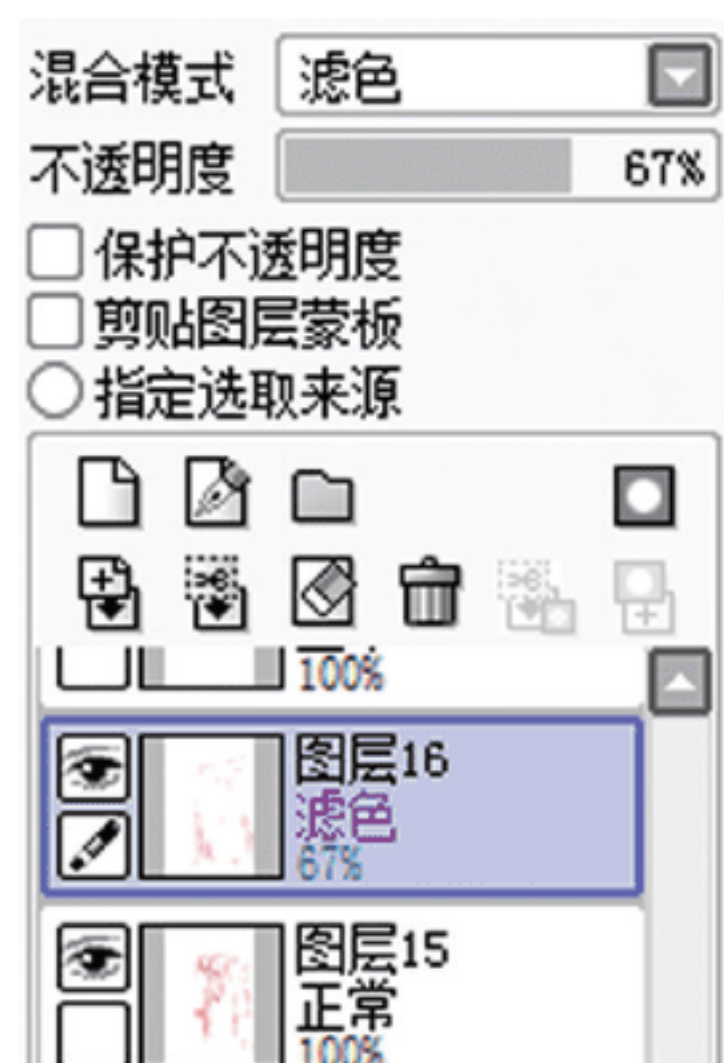 混合模式 滤色
不透明度 67%
保护不透明度
剪贴图层蒙板
指定选取来源
100%
图层16
滤色
67%
图层15
正常
100%